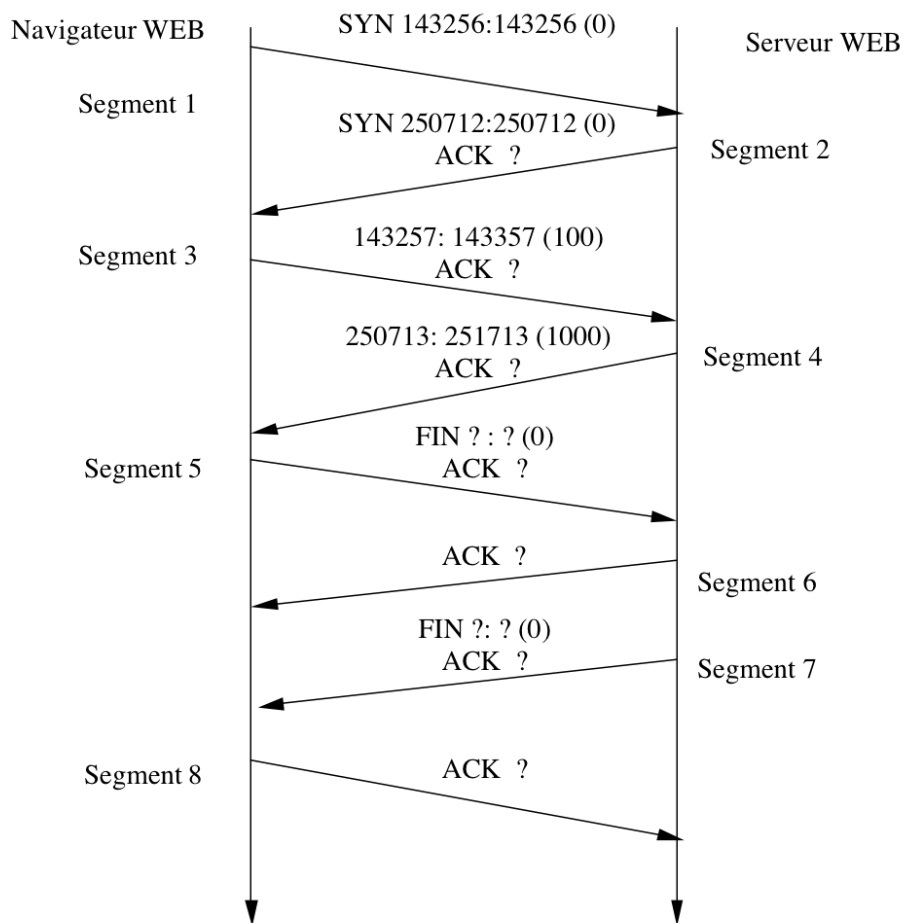 SYN 143256:143256 (0)
Navigateur WEB
Serveur WEB
Segment 1
SYN 250712:250712 (0)
ACK ?
Segment 2
143257: 143357 (100)
ACK ?
Segment 3
250713: 251713 (1000)
ACK ?
Segment 4
FIN ? : ? (0)
ACK ?
Segment 5
ACK ?
Segment 6
FIN ?: ? (0)
ACK ?
Segment 7
ACK ?
Segment 8